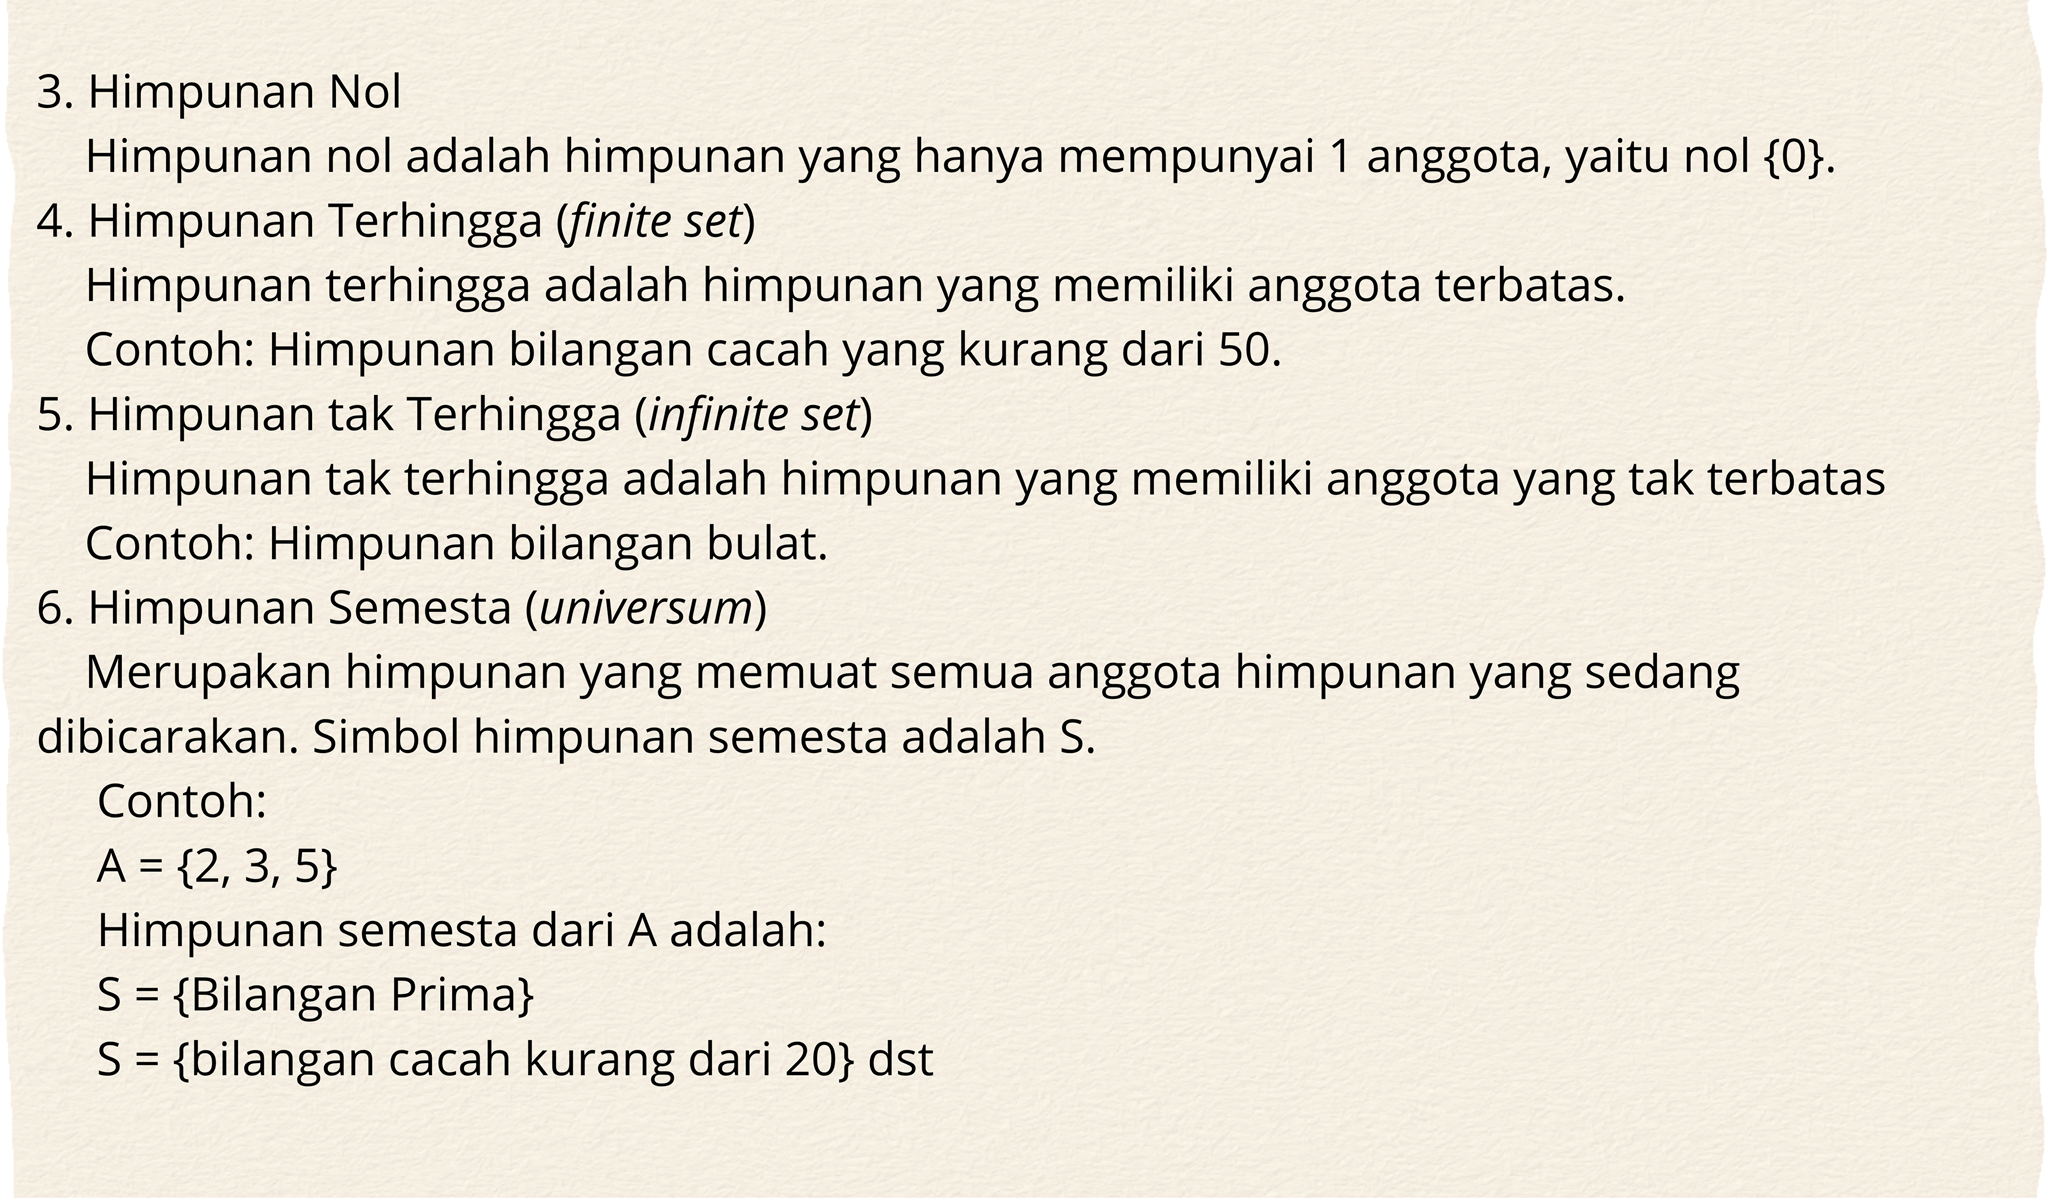 3. Himpunan Nol
Himpunan nol adalah himpunan yang hanya mempunyai 1 anggota, yaitu nol {0}.
4. Himpunan Terhingga (finite set)
Himpunan terhingga adalah himpunan yang memiliki anggota terbatas.
Contoh: Himpunan bilangan cacah yang kurang dari 50.
5. Himpunan tak Terhingga (infinite set)
Himpunan tak terhingga adalah himpunan yang memiliki anggota yang tak terbatas
Contoh: Himpunan bilangan bulat.
6. Himpunan Semesta (universum)
Merupakan himpunan yang memuat semua anggota himpunan yang sedang
dibicarakan. Simbol himpunan semesta adalah S.
Contoh:
A = {2, 3, 5}
Himpunan semesta dari A adalah:
S = {Bilangan Prima}
S = {bilangan cacah kurang dari 20} dst